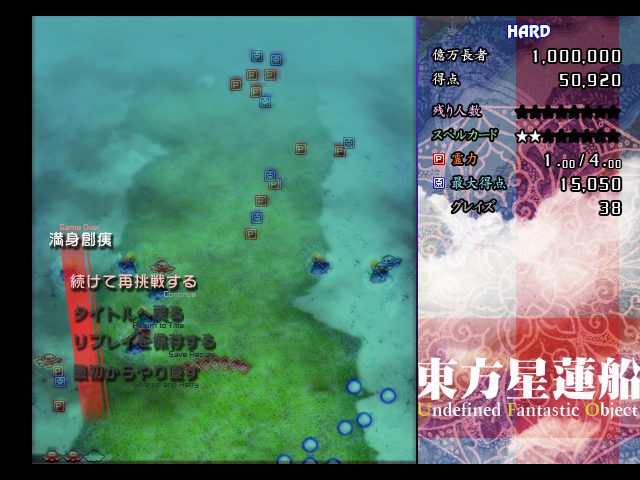 HARD
億万長者 1,000,000
得点 50,920
残り人数
スペルカード ★★
P 霊力 1.00/4.00
点 最大得点 15,050
グレイズ 38
Game Over
満身創痍
続けて再挑戦する
Continue
タイトルへ戻る
Return to Title
リプレイを保存する
Save Replay
最初からやり直す
Give up and Retry
東方星蓮船
Undefined Fantastic Object